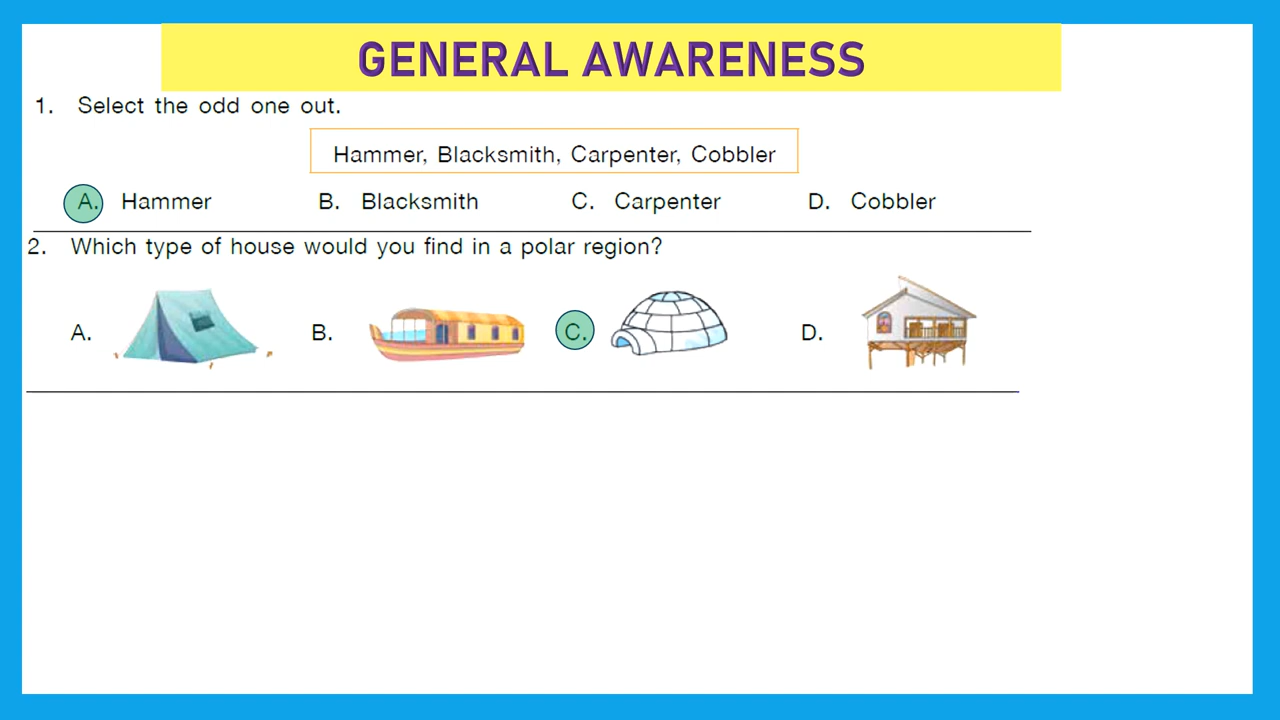 GENERAL AWARENESS
1. Select the odd one out.
Hammer, Blacksmith, Carpenter, Cobbler
A. Hammer B. Blacksmith C. Carpenter D. Cobbler
2. Which type of house would you find in a polar region?
A. B. C. D.